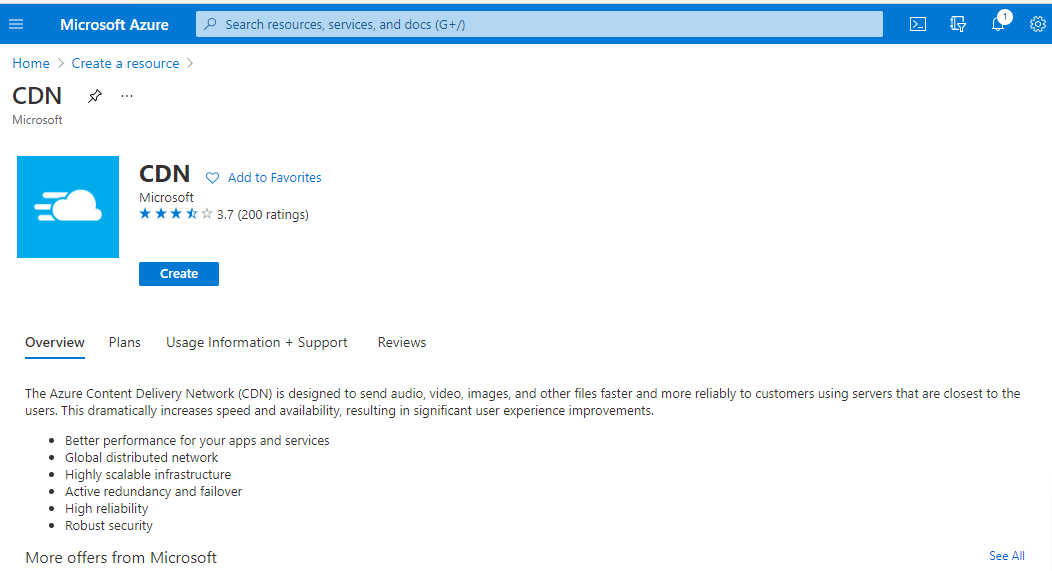 Microsoft Azure
Search resources, services, and docs (G+/)
1
Home > Create a resource >
CDN ...
Microsoft
CDN Add to Favorites
Microsoft
3.7 (200 ratings)
Create
Overview Plans Usage Information + Support Reviews
The Azure Content Delivery Network (CDN) is designed to send audio, video, images, and other files faster and more reliably to customers using servers that are closest to the
users. This dramatically increases speed and availability, resulting in significant user experience improvements.
• Better performance for your apps and services
• Global distributed network
• Highly scalable infrastructure
• Active redundancy and failover
• High reliability
• Robust security
More offers from Microsoft See All